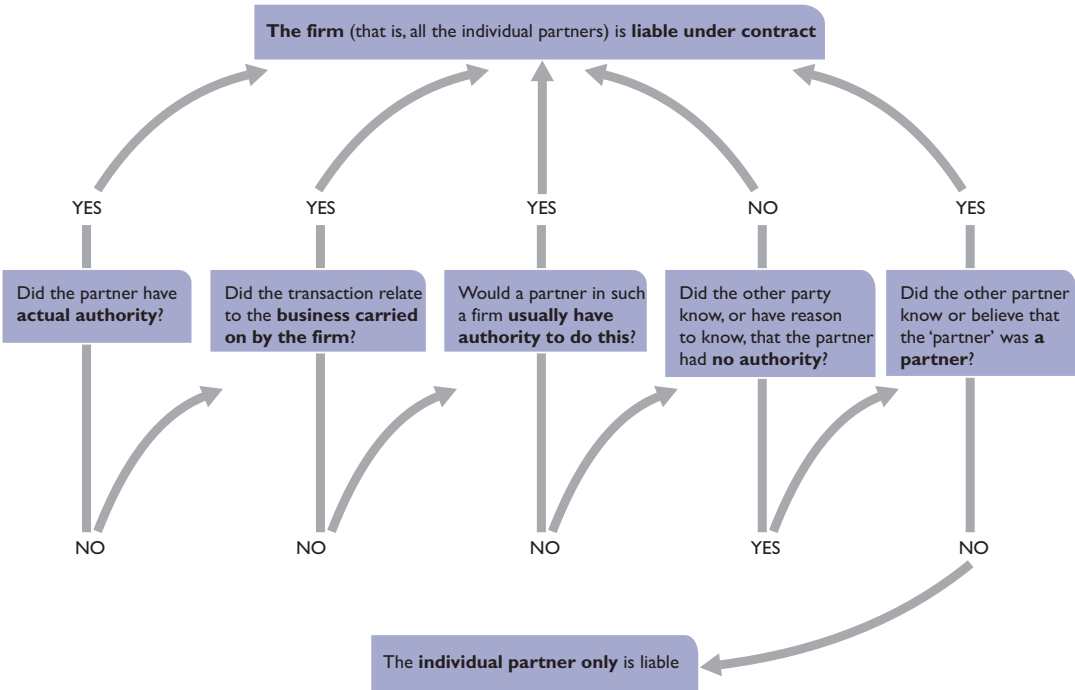 The firm (that is, all the individual partners) is liable under contract
YES
YES
YES
NO
YES
Did the partner have
actual authority?
Did the transaction relate
to the business carried
on by the firm?
Would a partner in such
a firm usually have
authority to do this?
Did the other party
know, or have reason
to know, that the partner
had no authority?
Did the other partner
know or believe that
the ‘partner’ was a
partner?
NO
NO
NO
YES
NO
The individual partner only is liable